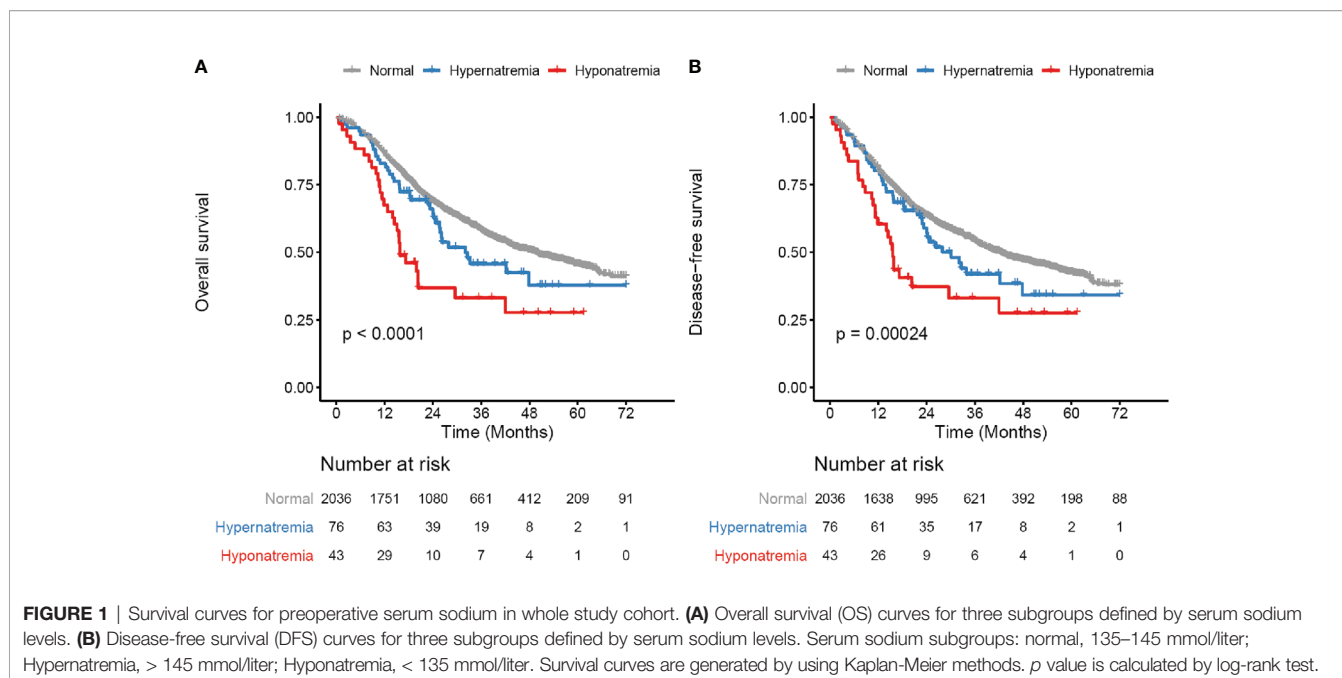 A
Normal Hypernatremia Hyponatremia
1.00
0.75
0.50
0.25
0.00
Overall survival
p < 0.0001
0 12 24 36 48 60 72
Time (Months)
Number at risk
Normal 2036 1751 1080 661 412 209 91
Hypernatremia 76 63 39 19 8 2 1
Hyponatremia 43 29 10 7 4 1 0
B
Normal Hypernatremia Hyponatremia
1.00
0.75
0.50
0.25
0.00
Disease-free survival
p = 0.00024
0 12 24 36 48 60 72
Time (Months)
Number at risk
Normal 2036 1638 995 621 392 198 88
Hypernatremia 76 61 35 17 8 2 1
Hyponatremia 43 26 9 6 4 1 0
FIGURE 1 | Survival curves for preoperative serum sodium in whole study cohort. (A) Overall survival (OS) curves for three subgroups defined by serum sodium
levels. (B) Disease-free survival (DFS) curves for three subgroups defined by serum sodium levels. Serum sodium subgroups: normal, 135–145 mmol/liter;
Hypernatremia, > 145 mmol/liter; Hyponatremia, < 135 mmol/liter. Survival curves are generated by using Kaplan-Meier methods. p value is calculated by log-rank test.